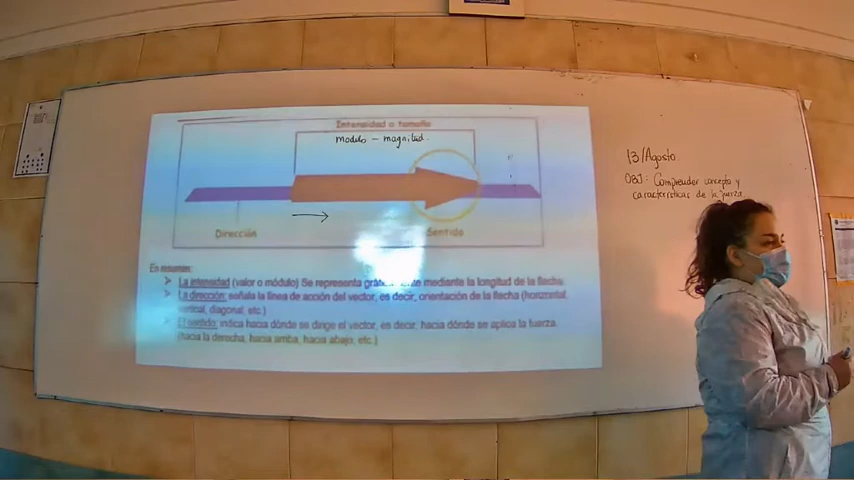 Intensidad o tamaño
modulo - magnitud.
Dirección
Sentido
En resumen:
La intensidad (valor o módulo) Se representa mediante la longitud de la flecha.
La dirección: señala la línea de acción del vector, es decir, orientación de la flecha (horizontal,
vertical, diagonal, etc.)
El sentido: indica hacia dónde se dirige el vector, es decir, hacia dónde se aplica la fuerza.
(hacia la derecha, hacia arriba, hacia abajo, etc.)
13/Agosto
OBJ: Comprender concepto y
características de la fuerza